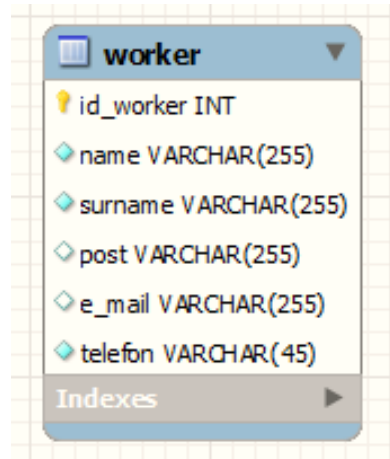 worker
id_worker INT
name VARCHAR(255)
surname VARCHAR(255)
post VARCHAR(255)
e_mail VARCHAR(255)
telefon VARCHAR(45)
Indexes